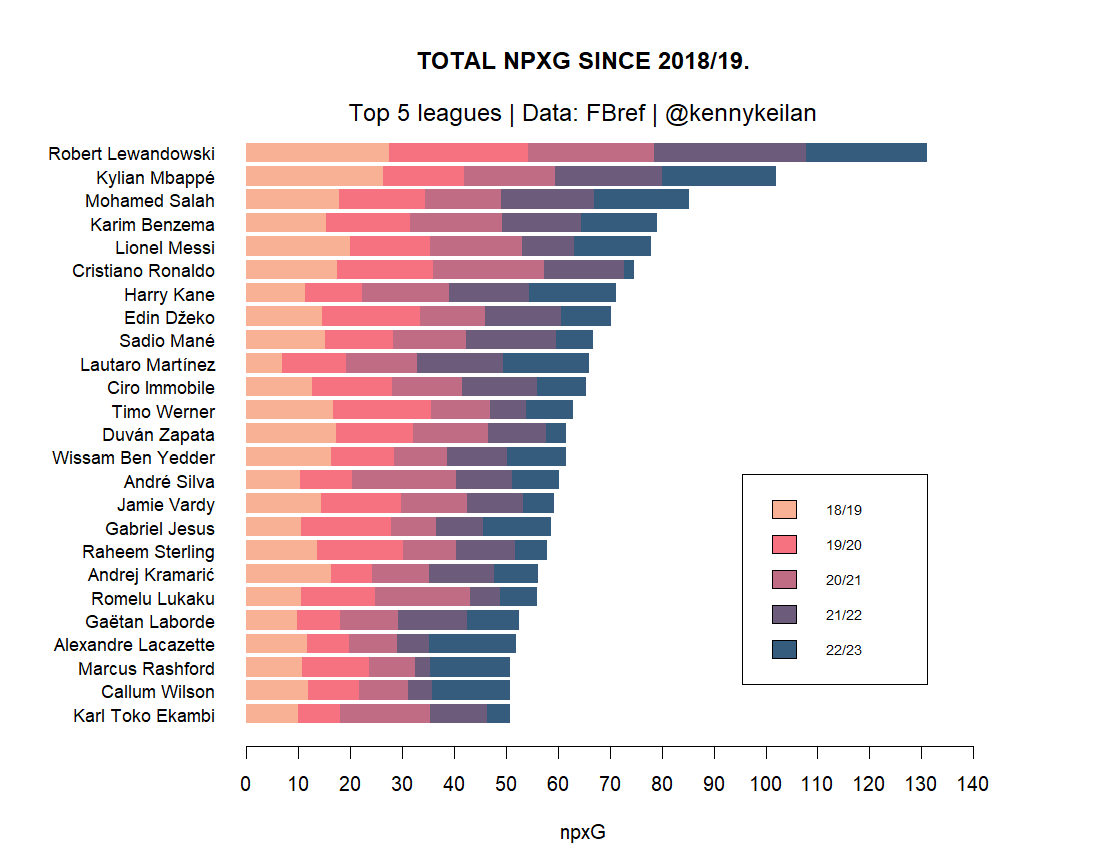 TOTAL NPXG SINCE 2018/19.
Top 5 leagues | Data: FBref | @kennykeilan
Robert Lewandowski
Kylian Mbappé
Mohamed Salah
Karim Benzema
Lionel Messi
Cristiano Ronaldo
Harry Kane
Edin Džeko
Sadio Mané
Lautaro Martínez
Ciro Immobile
Timo Werner
Duván Zapata
Wissam Ben Yedder
André Silva
Jamie Vardy
Gabriel Jesus
Raheem Sterling
Andrej Kramarić
Romelu Lukaku
Gaëtan Laborde
Alexandre Lacazette
Marcus Rashford
Callum Wilson
Karl Toko Ekambi
18/19
19/20
20/21
21/22
22/23
0 10 20 30 40 50 60 70 80 90 100 110 120 130 140
npxG